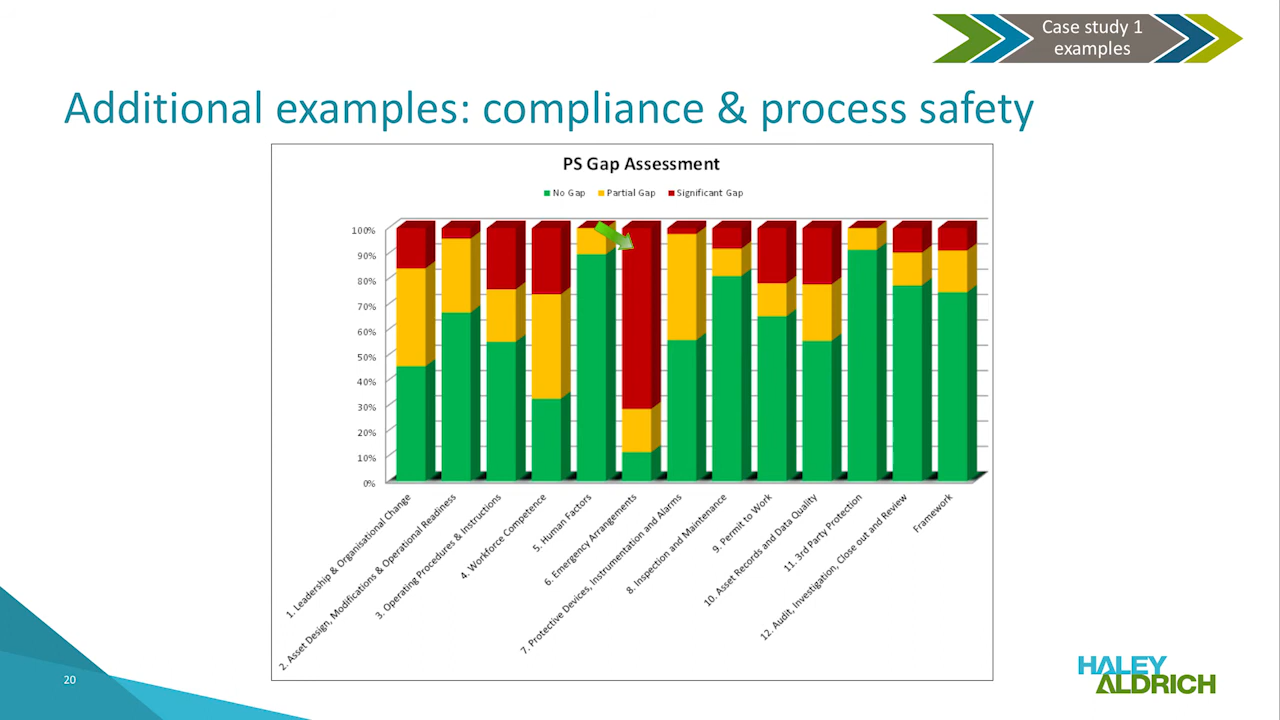 Case study 1
examples
Additional examples: compliance & process safety
PS Gap Assessment
No Gap Partial Gap Significant Gap
100%
90%
80%
70%
60%
50%
40%
30%
20%
10%
0%
1. Leadership & Organisational Change
2. Asset Design, Modifications & Operational Readiness
3. Operating Procedures & Instructions
4. Workforce Competence
5. Human Factors
6. Emergency Arrangements
7. Protective Devices, Instrumentation and Alarms
8. Inspection and Maintenance
9. Permit to Work
10. Asset Records and Data Quality
11. 3rd Party Protection
12. Audit, Investigation, Close out and Review
Framework
20
HALEY
ALDRICH